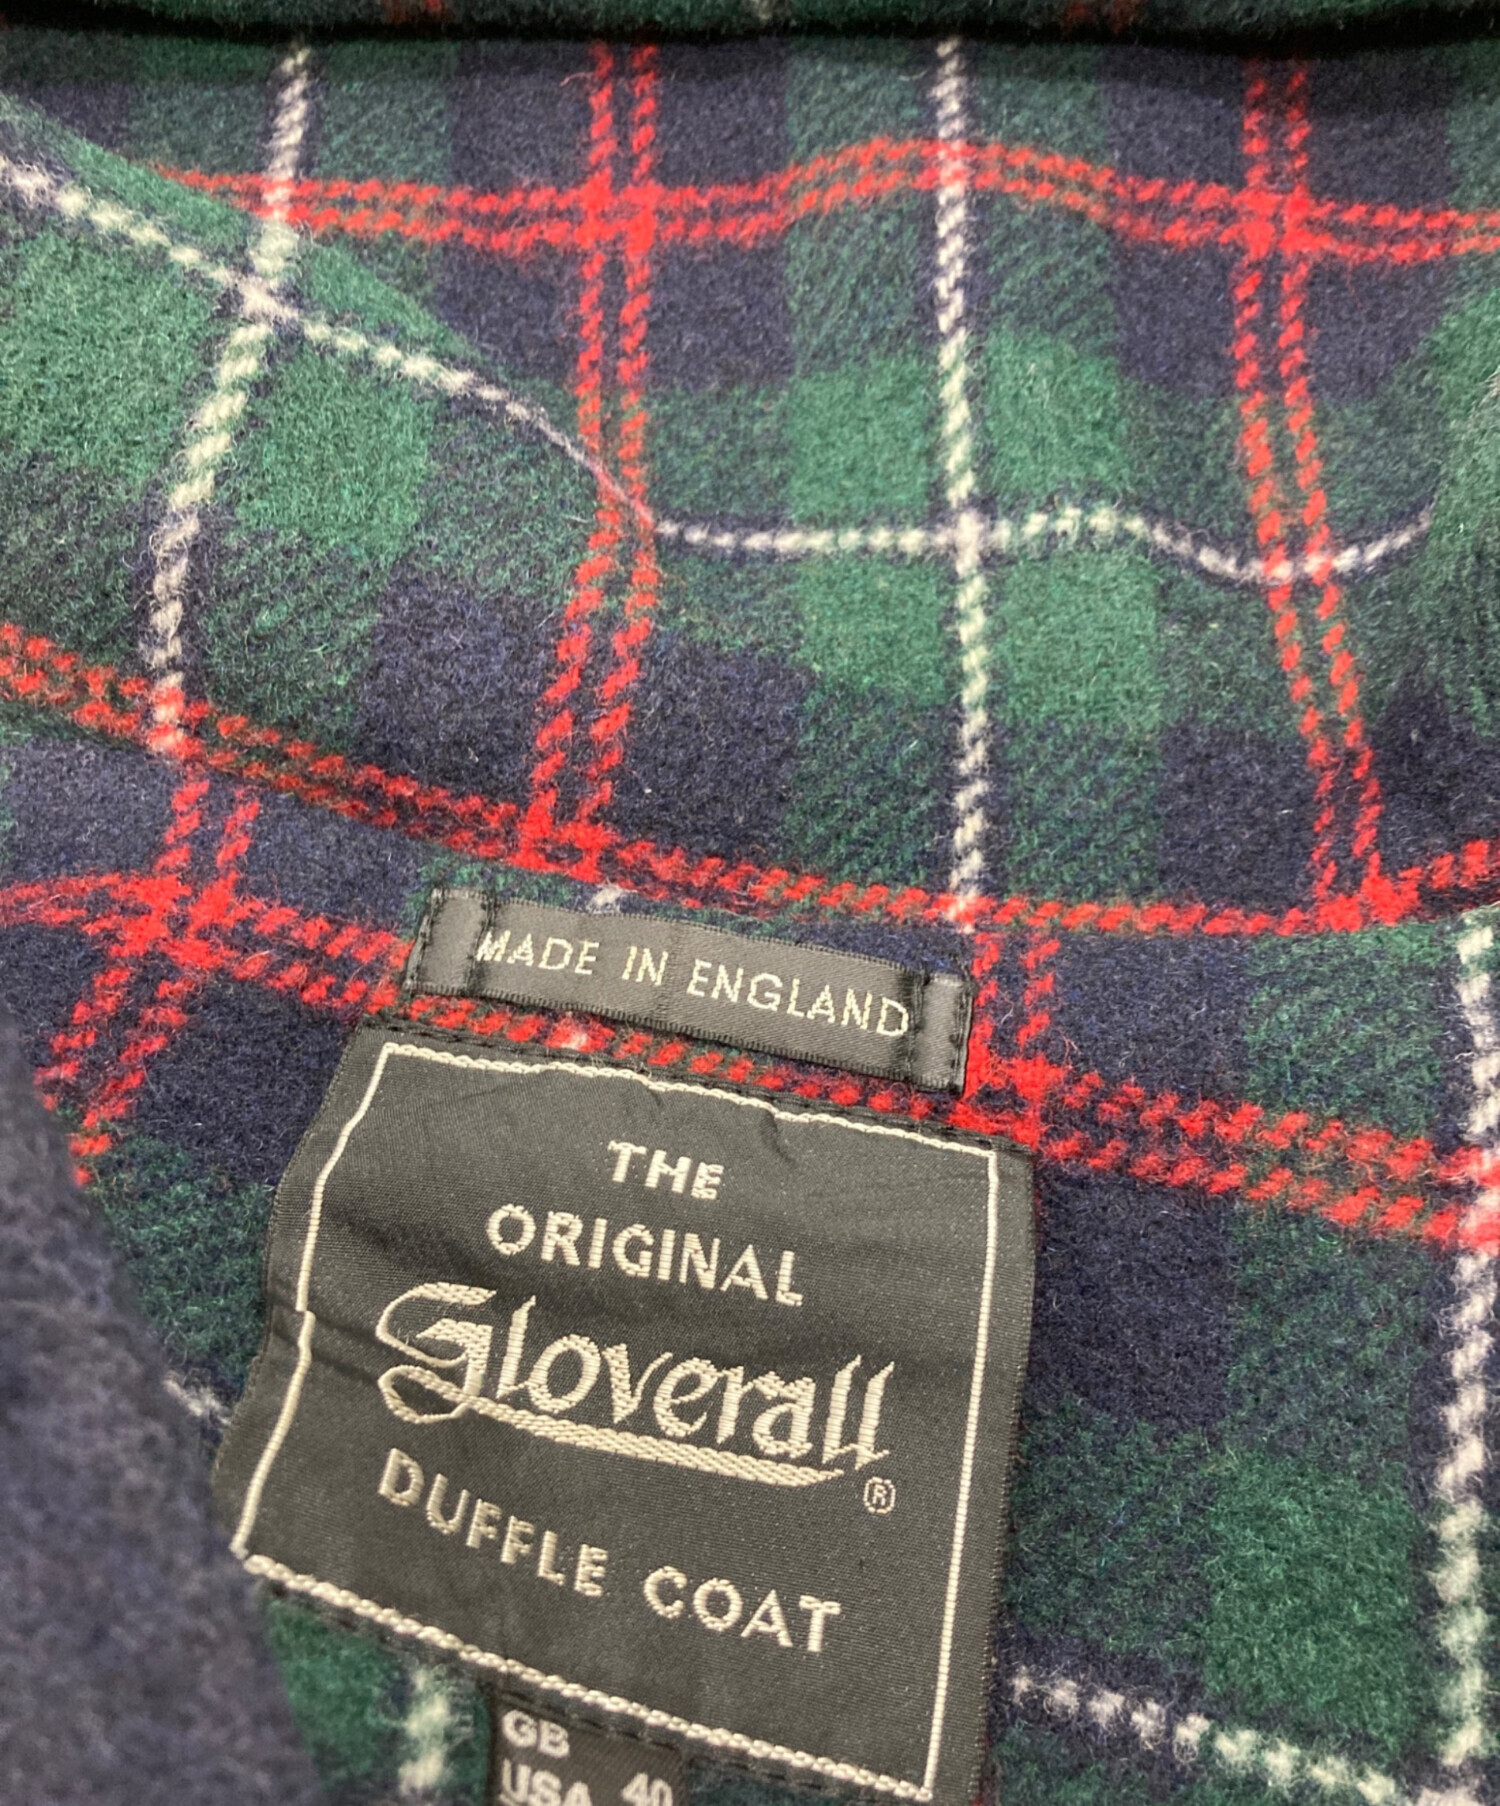 MADE IN ENGLAND
THE
ORIGINAL
Gloverall
®
DUFFLE COAT
GB
USA 40